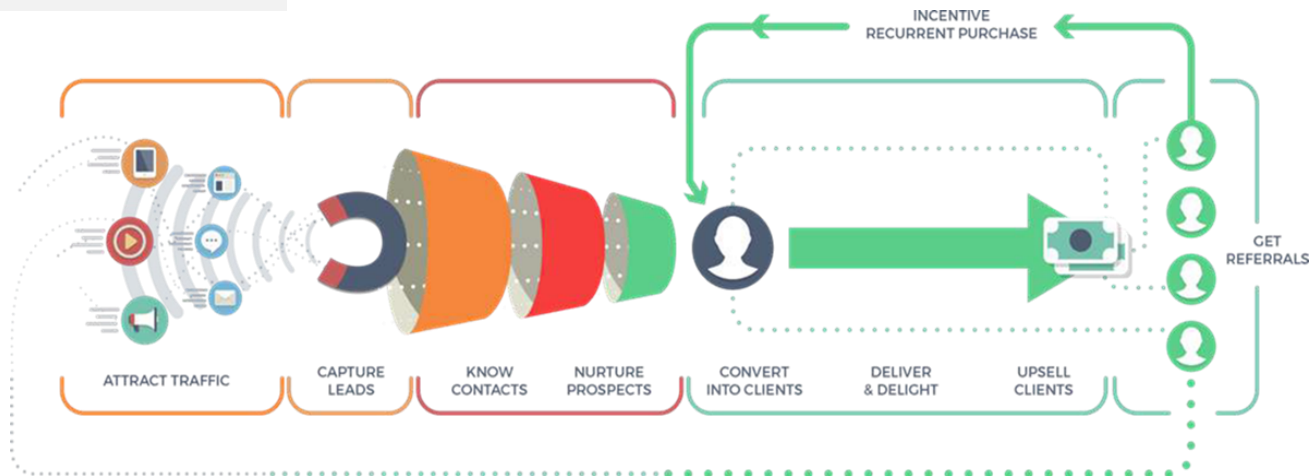 INCENTIVE
RECURRENT PURCHASE
GET
REFERRALS
ATTRACT TRAFFIC
CAPTURE
LEADS
KNOW
CONTACTS
NURTURE
PROSPECTS
CONVERT
INTO CLIENTS
DELIVER
& DELIGHT
UPSELL
CLIENTS